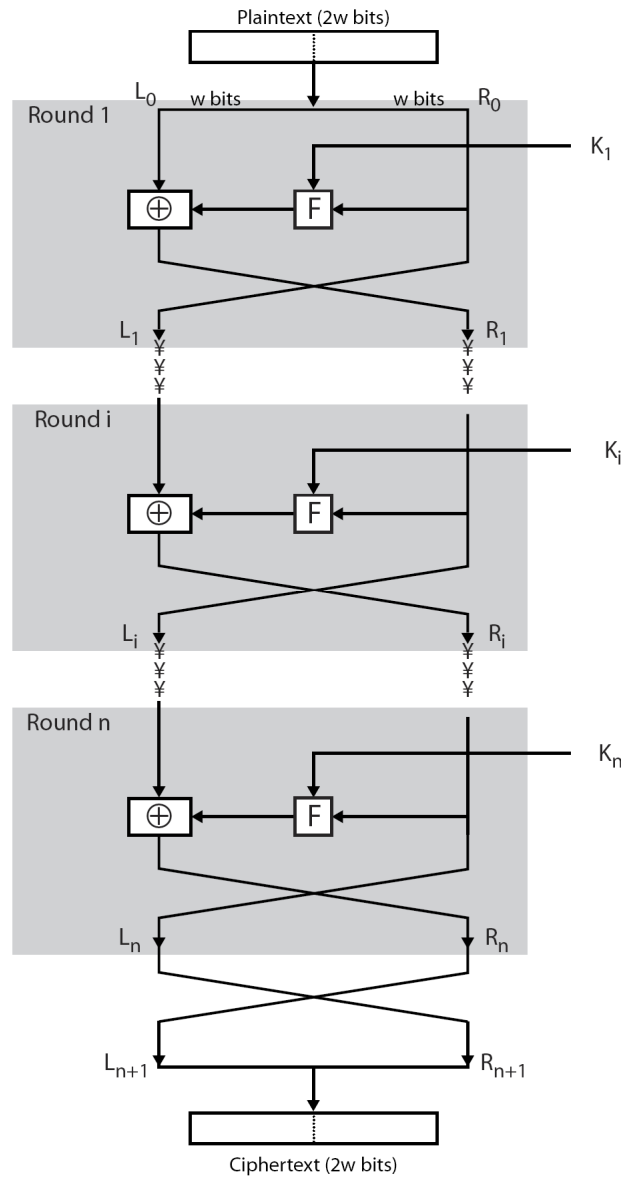 Plaintext (2w bits)
L0 w bits w bits R0
Round 1
K1
⊕ F
L1 R1
¥ ¥
¥ ¥
¥ ¥
Round i
Ki
⊕ F
Li Ri
¥ ¥
¥ ¥
¥ ¥
Round n
Kn
⊕ F
Ln Rn
Ln+1 Rn+1
Ciphertext (2w bits)